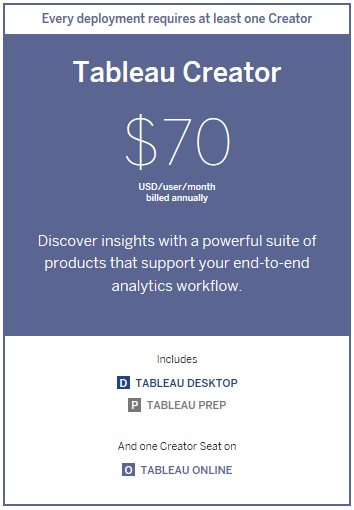 Every deployment requires at least one Creator
Tableau Creator
$70
USD/user/month
billed annually
Discover insights with a powerful suite of
products that support your end-to-end
analytics workflow.
Includes
D TABLEAU DESKTOP
P TABLEAU PREP
And one Creator Seat on
O TABLEAU ONLINE